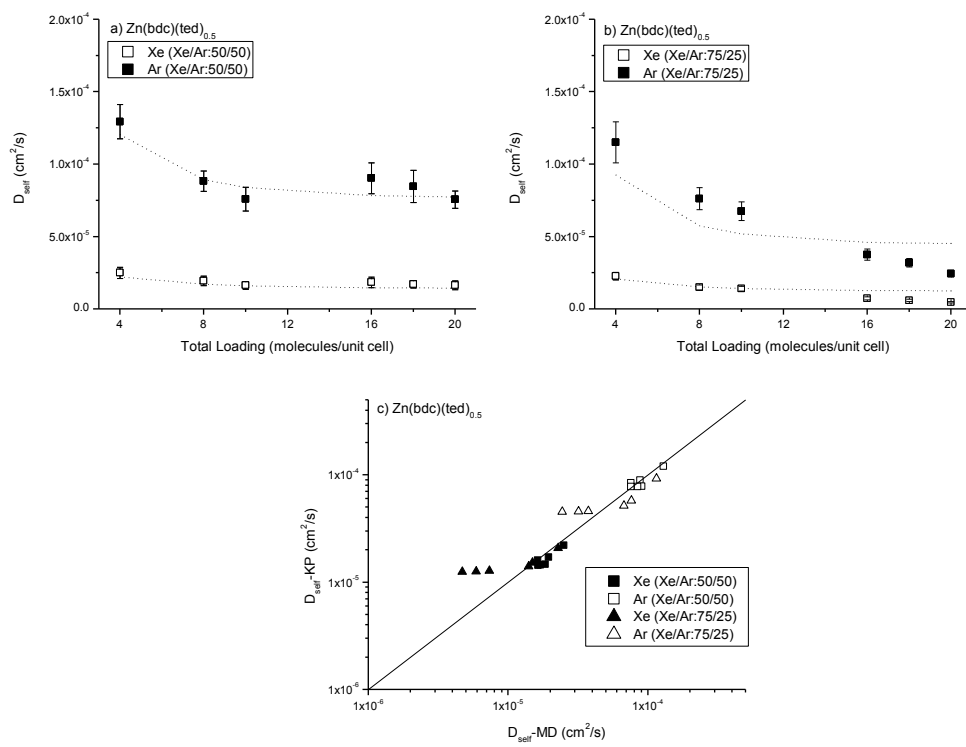 a) Zn(bdc)(ted)0.5
Xe (Xe/Ar:50/50)
Ar (Xe/Ar:50/50)
2.0x10-4
1.5x10-4
1.0x10-4
5.0x10-5
0.0
Dself (cm2/s)
4 8 12 16 20
Total Loading (molecules/unit cell)
b) Zn(bdc)(ted)0.5
Xe (Xe/Ar:75/25)
Ar (Xe/Ar:75/25)
2.0x10-4
1.5x10-4
1.0x10-4
5.0x10-5
0.0
Dself (cm2/s)
4 8 12 16 20
Total Loading (molecules/unit cell)
c) Zn(bdc)(ted)0.5
1x10-4
1x10-5
1x10-6
Dself-KP (cm2/s)
Xe (Xe/Ar:50/50)
Ar (Xe/Ar:50/50)
Xe (Xe/Ar:75/25)
Ar (Xe/Ar:75/25)
1x10-6 1x10-5 1x10-4
Dself-MD (cm2/s)